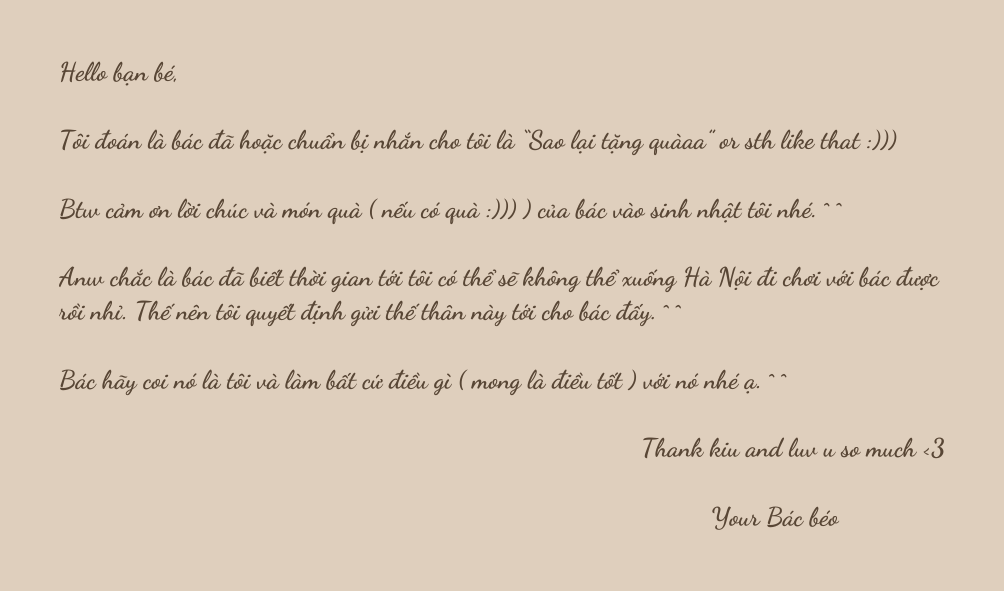 Hello bạn bé,
Tôi đoán là bác đã hoặc chuẩn bị nhắn cho tôi là “Sao lại tặng quàaa” or sth like that :)))
Btw cảm ơn lời chúc và món quà ( nếu có quà :))) ) của bác vào sinh nhật tôi nhé. ^^
Anw chắc là bác đã biết thời gian tới tôi có thể sẽ không thể xuống Hà Nội đi chơi với bác được
rồi nhỉ. Thế nên tôi quyết định gửi thế thân này tới cho bác đấy. ^^
Bác hãy coi nó là tôi và làm bất cứ điều gì ( mong là điều tốt ) với nó nhé ạ. ^^
Thank kiu and luv u so much <3
Your Bác béo